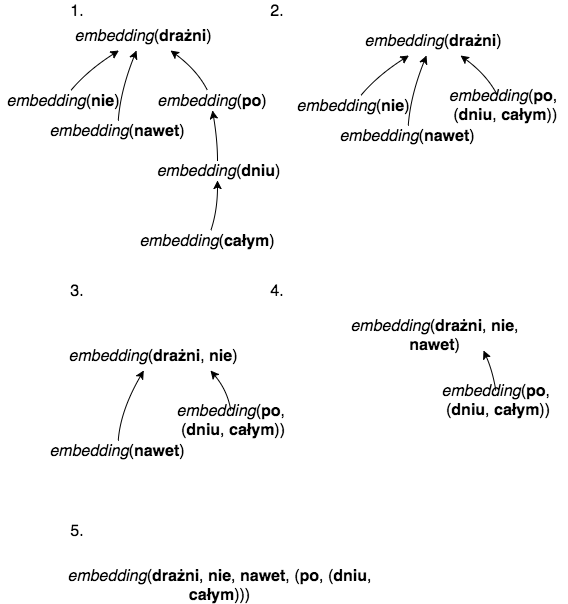 1.
embedding(drażni)
embedding(nie)
embedding(po)
embedding(nawet)
embedding(dniu)
embedding(całym)
2.
embedding(drażni)
embedding(nie)
embedding(po,
(dniu, całym))
embedding(nawet)
3.
embedding(drażni, nie)
embedding(po,
(dniu, całym))
embedding(nawet)
4.
embedding(drażni, nie,
nawet)
embedding(po,
(dniu, całym))
5.
embedding(drażni, nie, nawet, (po, (dniu,
całym)))